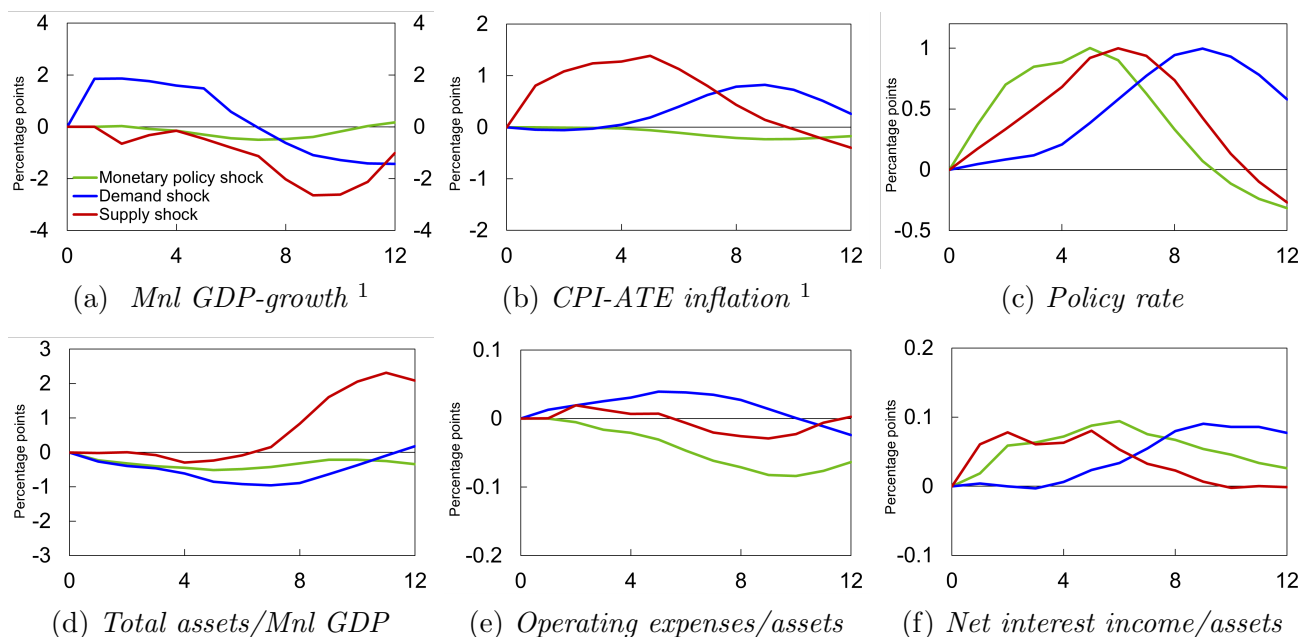 4 4 2 1
2 2 1 0.5
0 0 0 0
-2 -2 -1 -0.5
-4 -4 -2
Percentage points Percentage points Percentage points
Monetary policy shock
Demand shock
Supply shock
0 4 8 12 0 4 8 12 0 4 8 12
(a) Mnl GDP-growth 1 (b) CPI-ATE inflation 1 (c) Policy rate
3 0.1 0.2
2
1 0 0.1
0
-1 -0.1 0
-2
-3 -0.2 -0.1
Percentage points Percentage points Percentage points
0 4 8 12 0 4 8 12 0 4 8 12
(d) Total assets/Mnl GDP (e) Operating expenses/assets (f) Net interest income/assets